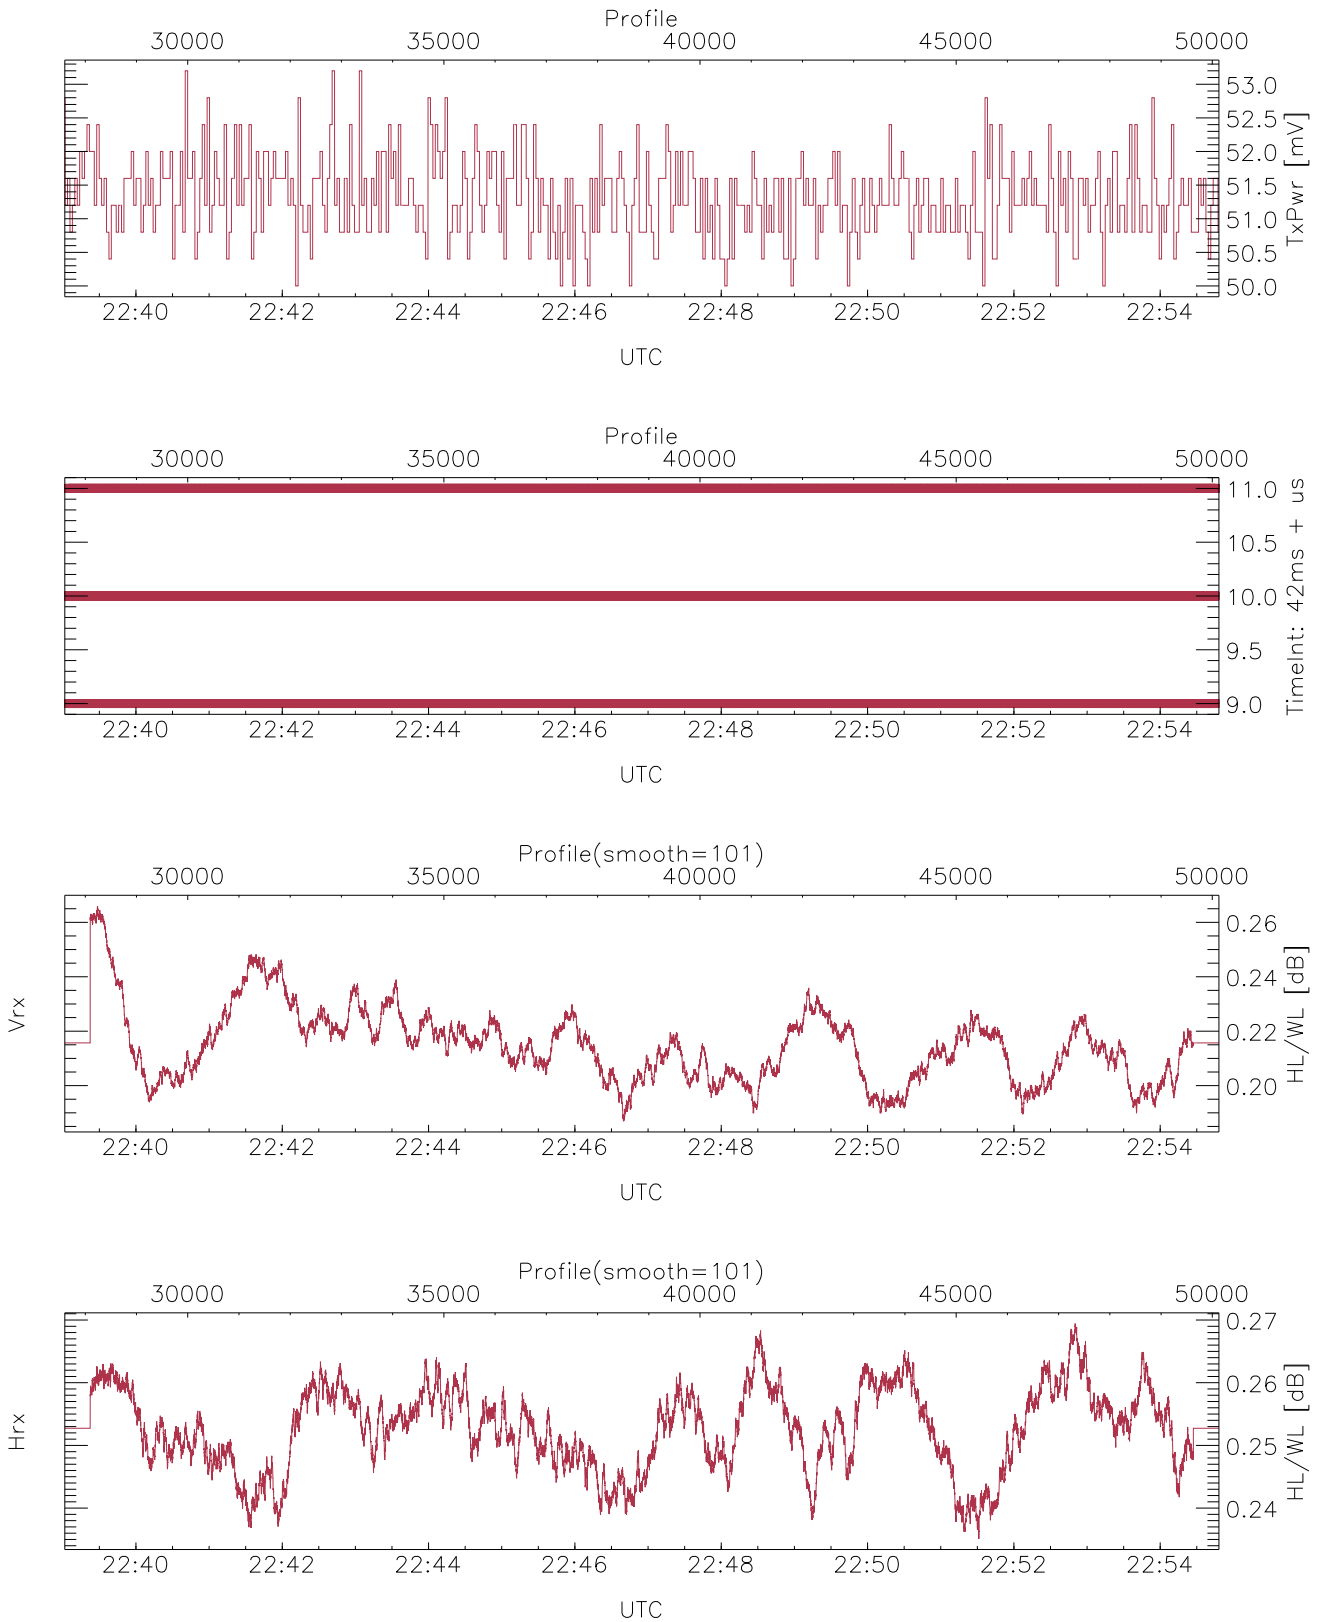 Profile
30000 35000 40000 45000 50000
53.0
52.5
52.0
51.5
51.0
50.5
50.0
TxPwr [mV]
22:40 22:42 22:44 22:46 22:48 22:50 22:52 22:54
UTC
Profile
30000 35000 40000 45000 50000
11.0
10.5
10.0
9.5
9.0
TimeInt: 42ms + us
22:40 22:42 22:44 22:46 22:48 22:50 22:52 22:54
UTC
Profile(smooth=101)
30000 35000 40000 45000 50000
Vrx
0.26
0.24
0.22
0.20
HL/WL [dB]
22:40 22:42 22:44 22:46 22:48 22:50 22:52 22:54
UTC
Profile(smooth=101)
30000 35000 40000 45000 50000
Hrx
0.27
0.26
0.25
0.24
HL/WL [dB]
22:40 22:42 22:44 22:46 22:48 22:50 22:52 22:54
UTC